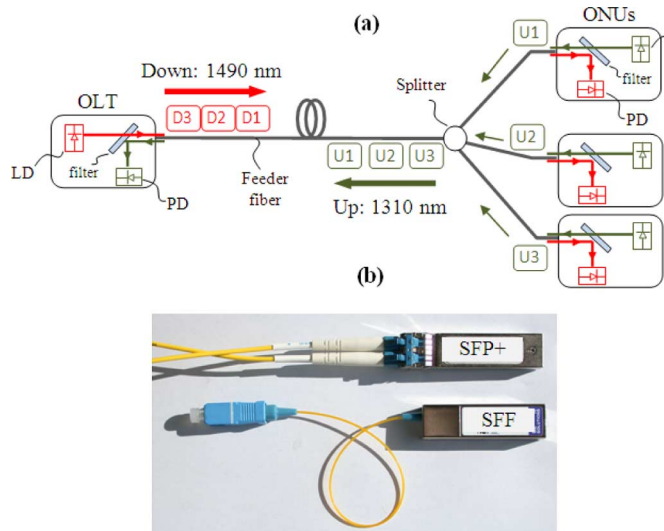 (a)
ONUs
U1
Down: 1490 nm
OLT
Splitter
filter
D3 D2 D1
PD
U2
LD
filter
U1 U2 U3
Feeder
fiber
PD
Up: 1310 nm
U3
(b)
SFP+
SFF